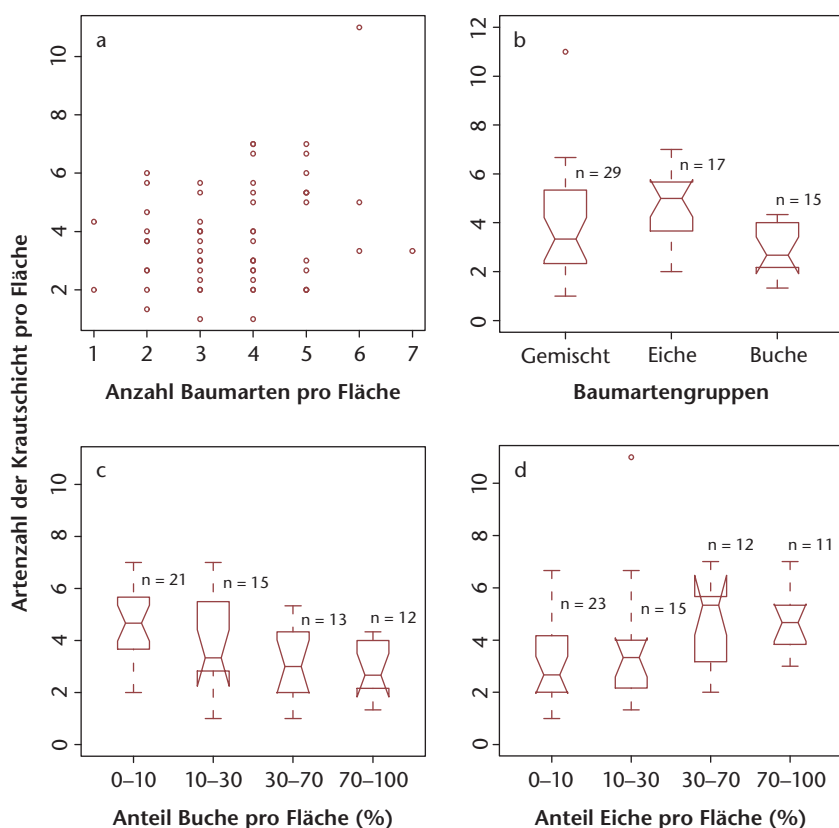 Artenzahl der Krautschicht pro Fläche
a
10
8
6
4
2
1 2 3 4 5 6 7
Anzahl Baumarten pro Fläche
b
12
10
8
6
4
2
0
n = 29
n = 17
n = 15
Gemischt Eiche Buche
Baumartengruppen
c
10
8
6
4
2
0
n = 21
n = 15
n = 13
n = 12
0–10 10–30 30–70 70–100
Anteil Buche pro Fläche (%)
d
10
8
6
4
2
0
n = 23
n = 15
n = 12
n = 11
0–10 10–30 30–70 70–100
Anteil Eiche pro Fläche (%)